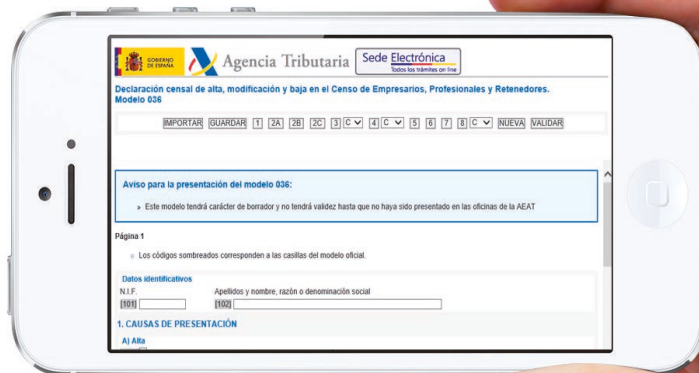 GOBIERNO
DE ESPAÑA
Agencia Tributaria
Sede Electrónica
Todos los trámites on line
Declaración censal de alta, modificación y baja en el Censo de Empresarios, Profesionales y Retenedores.
Modelo 036
IMPORTAR GUARDAR 1 2A 2B 2C 3 C 4 C 5 6 7 8 C NUEVA VALIDAR
Aviso para la presentación del modelo 036:
» Este modelo tendrá carácter de borrador y no tendrá validez hasta que no haya sido presentado en las oficinas de la AEAT
Página 1
Los códigos sombreados corresponden a las casillas del modelo oficial.
Datos identificativos
N.I.F. Apellidos y nombre, razón o denominación social
[101] [102]
1. CAUSAS DE PRESENTACIÓN
A) Alta